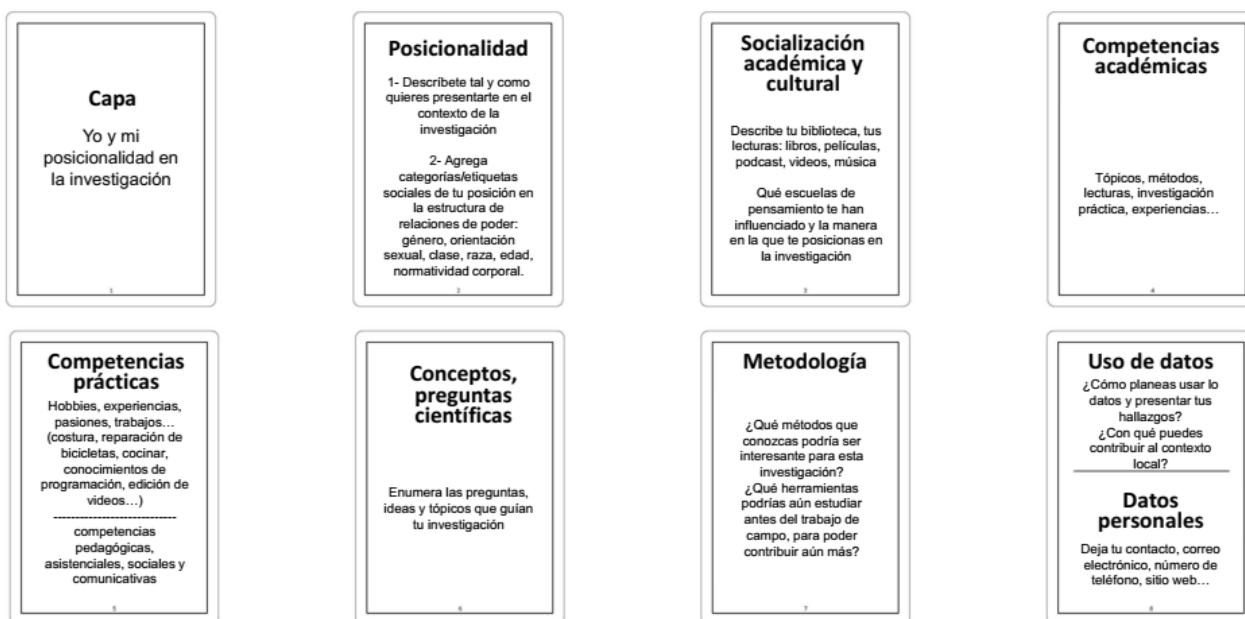 Capa
Yo y mi
posicionalidad en
la investigación
1
Posicionalidad
1- Descríbete tal y como
quieres presentarte en el
contexto de la
investigación
2- Agrega
categorías/etiquetas
sociales de tu posición en
la estructura de
relaciones de poder:
género, orientación
sexual, clase, raza, edad,
normatividad corporal.
2
Socialización
académica y
cultural
Describe tu biblioteca, tus
lecturas: libros, películas,
podcast, videos, música
Qué escuelas de
pensamiento te han
influenciado y la manera
en la que te posicionas en
la investigación
3
Competencias
académicas
Tópicos, métodos,
lecturas, investigación
práctica, experiencias…
4
Competencias
prácticas
Hobbies, experiencias,
pasiones, trabajos…
(costura, reparación de
bicicletas, cocinar,
conocimientos de
programación, edición de
videos…)
----------------------------
competencias
pedagógicas,
asistenciales, sociales y
comunicativas
5
Conceptos,
preguntas
científicas
Enumera las preguntas,
ideas y tópicos que guían
tu investigación
6
Metodología
¿Qué métodos que
conozcas podría ser
interesante para esta
investigación?
¿Qué herramientas
podrías aún estudiar
antes del trabajo de
campo, para poder
contribuir aún más?
7
Uso de datos
¿Cómo planeas usar lo
datos y presentar tus
hallazgos?
¿Con qué puedes
contribuir al contexto
local?
Datos
personales
Deja tu contacto, correo
electrónico, número de
teléfono, sitio web…
8